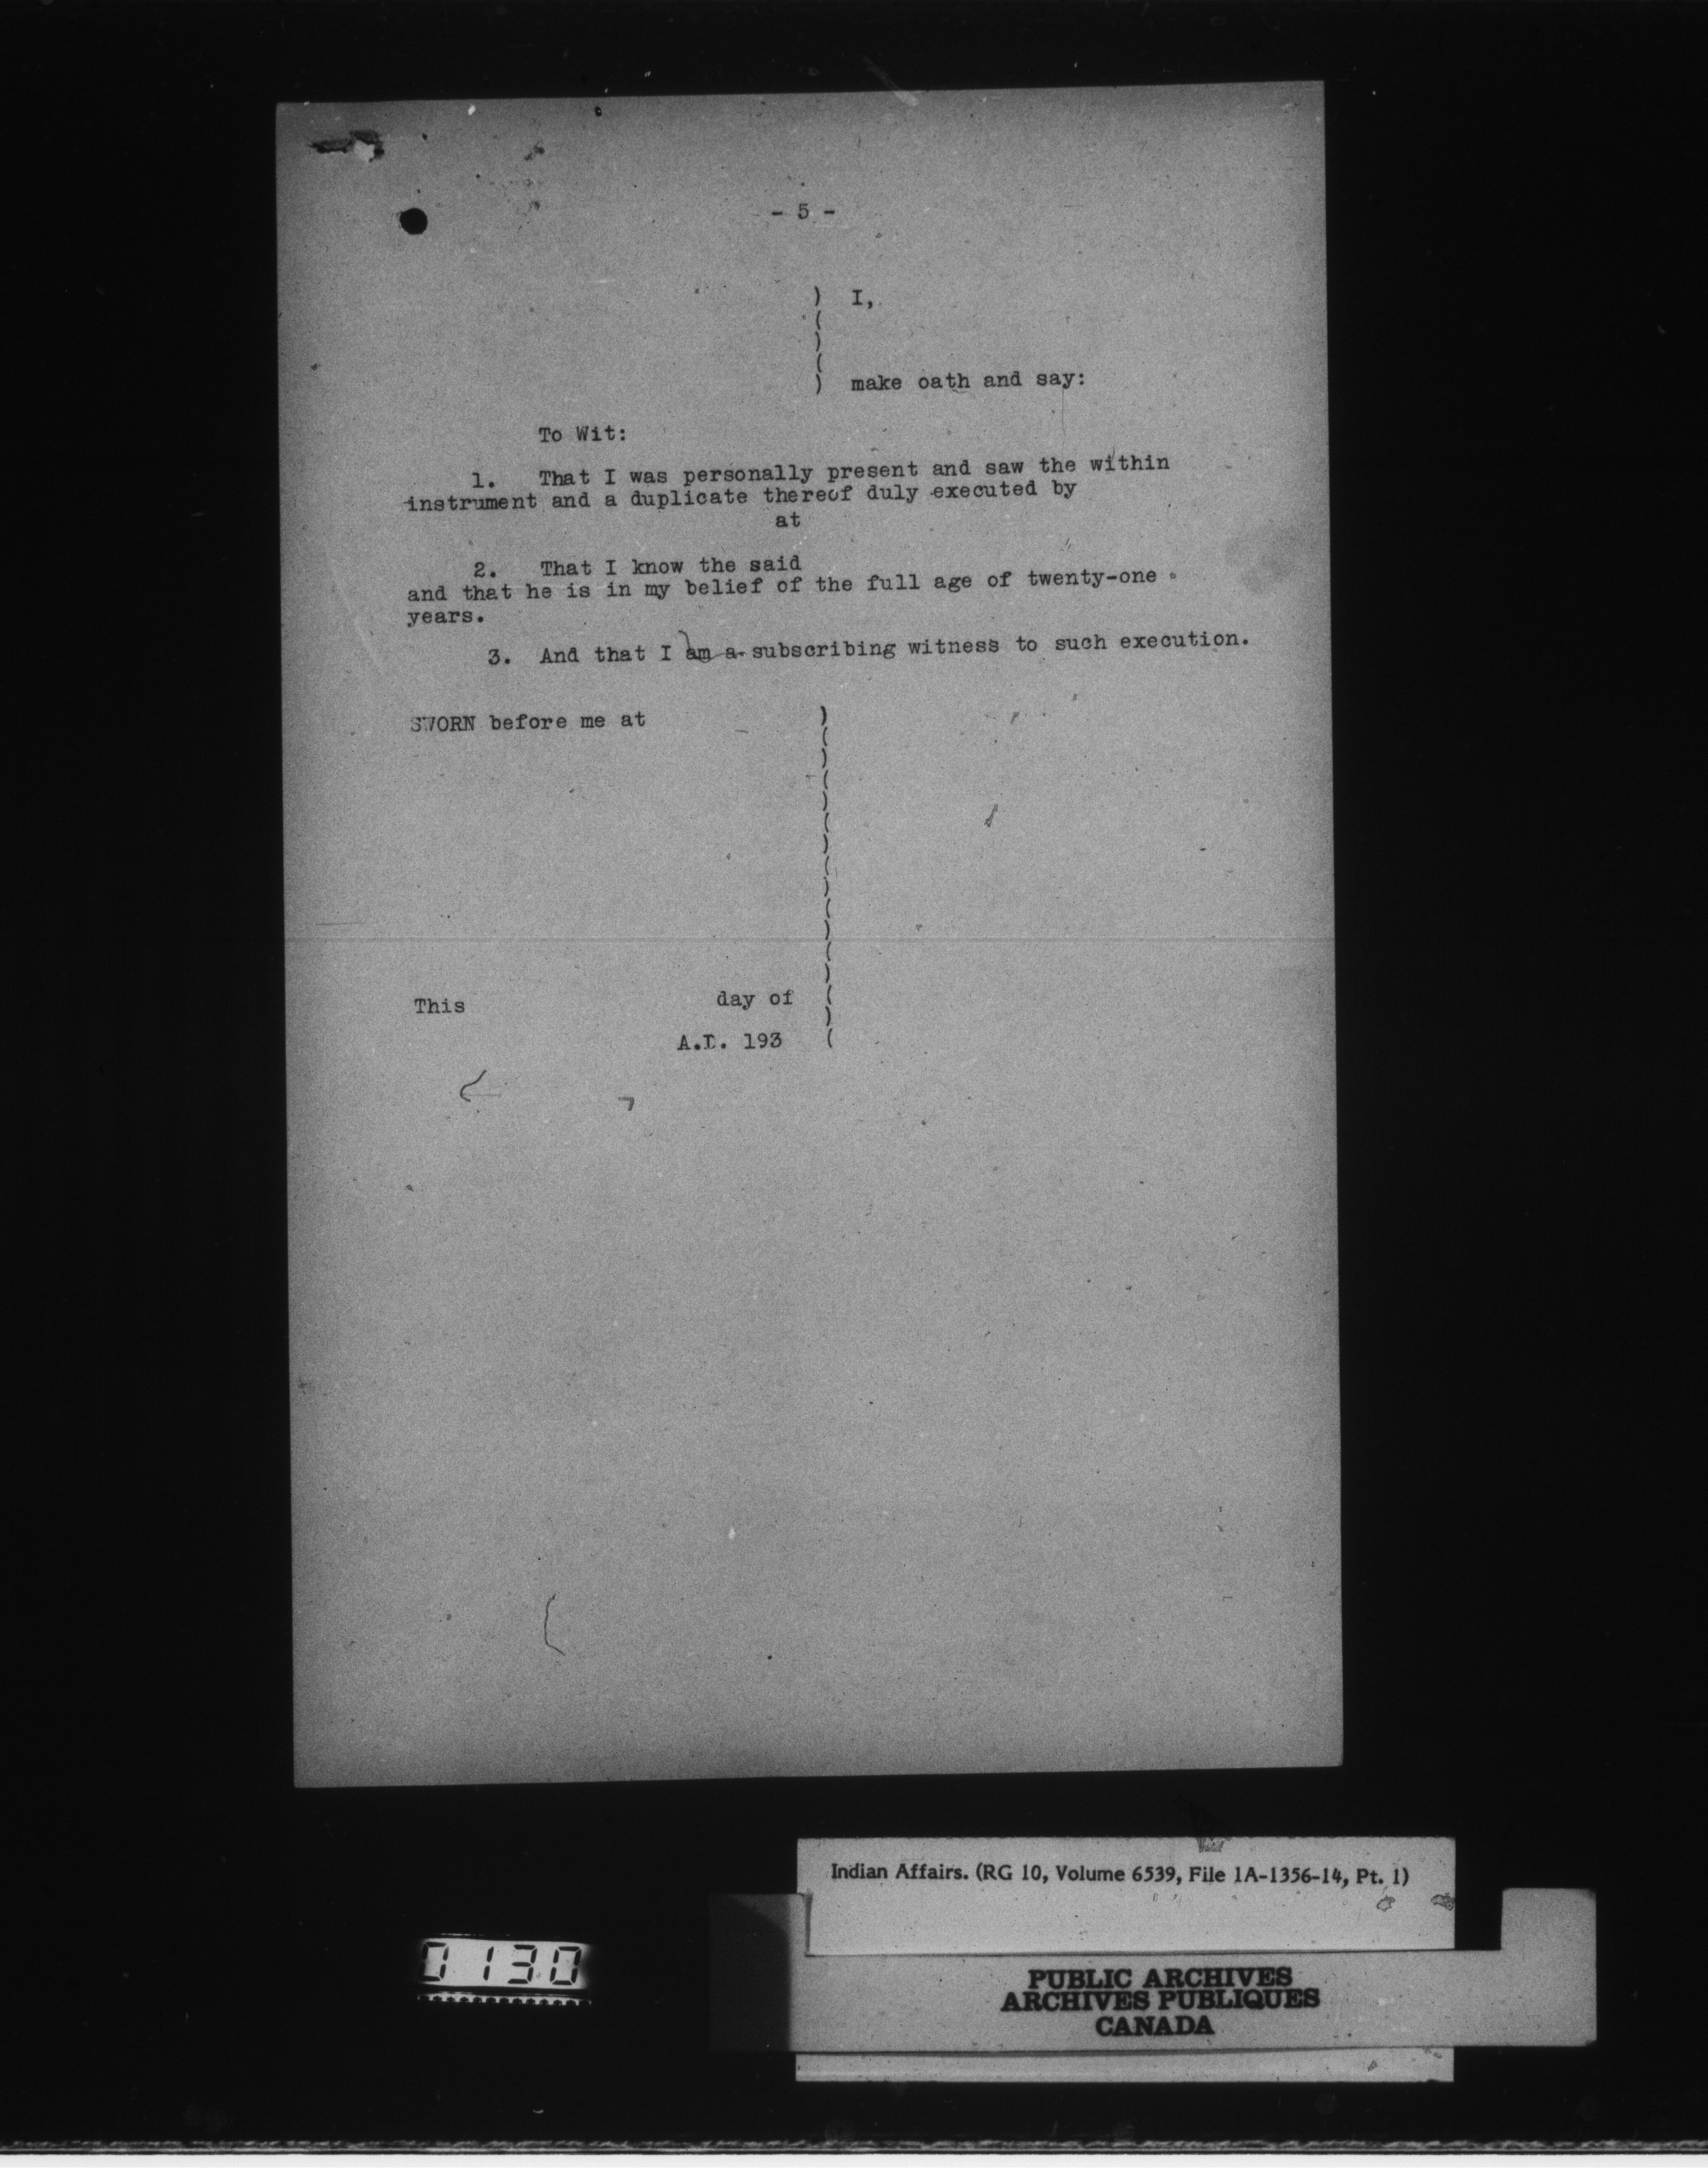 - 5 -
) I,
(
)
(
) make oath and say:
To Wit:
1. That I was personally present and saw the within
instrument and a duplicate thereof duly executed by
at
2. That I know the said
and that he is in my belief of the full age of twenty-one
years.
3. And that I am a subscribing witness to such execution.
SWORN before me at )
This day of (
A.D. 193 (
Indian Affairs. (RG 10, Volume 6539, File 1A-1356-14, Pt. 1)
0130
PUBLIC ARCHIVES
ARCHIVES PUBLIQUES
CANADA